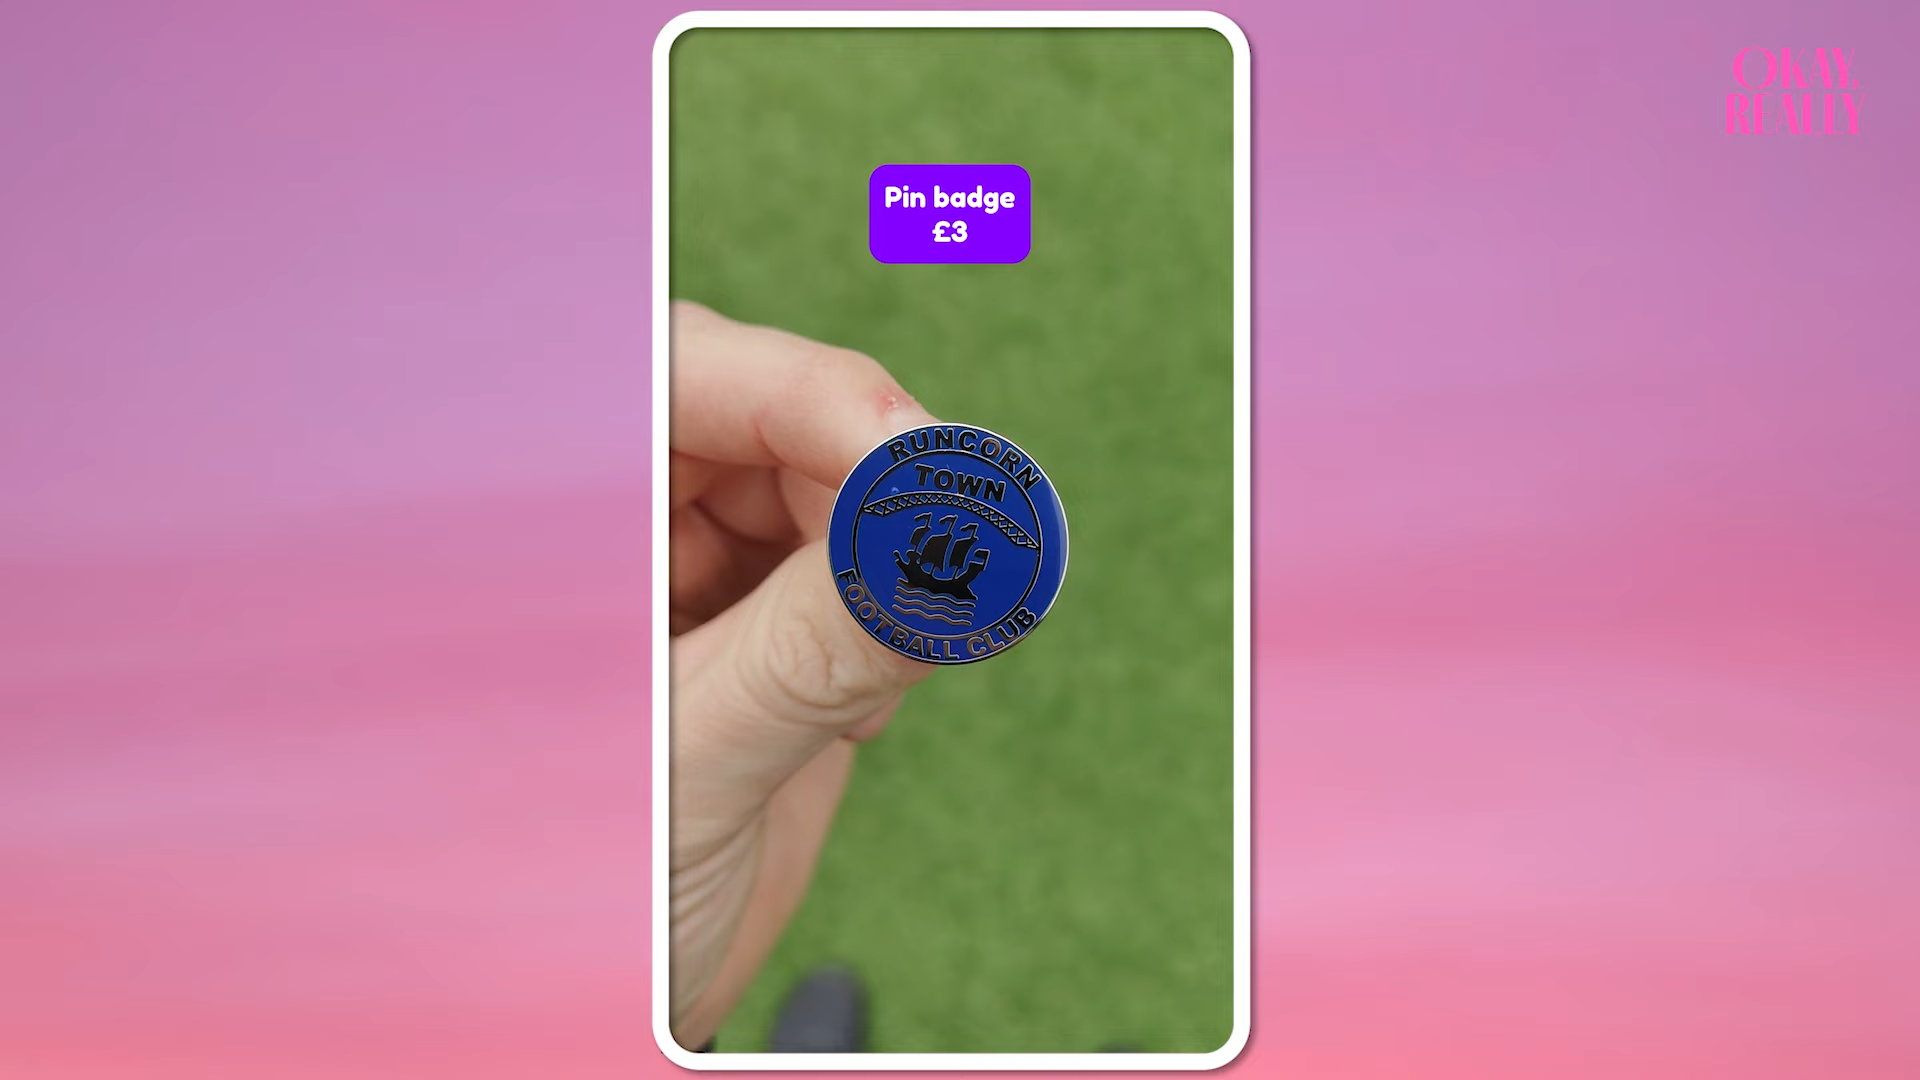 OKAY,
REALLY
Pin badge
£3
RUNCORN
TOWN
FOOTBALL CLUB